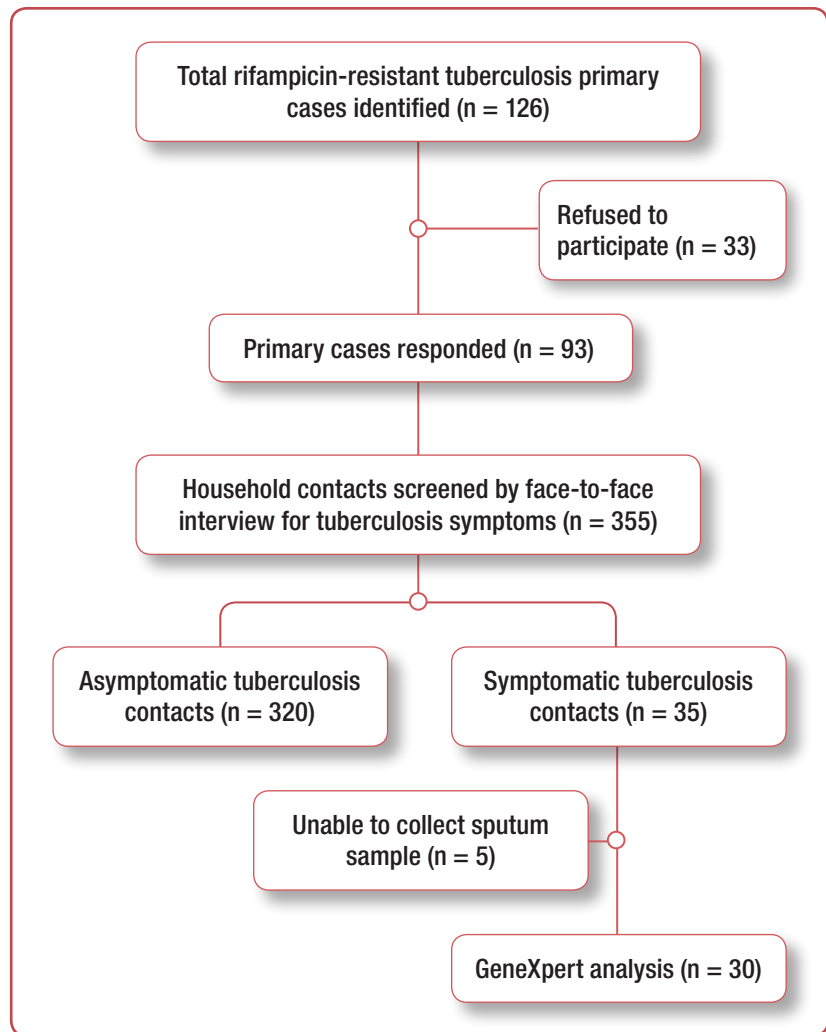 Total rifampicin-resistant tuberculosis primary
cases identified (n = 126)
Refused to
participate (n = 33)
Primary cases responded (n = 93)
Household contacts screened by face-to-face
interview for tuberculosis symptoms (n = 355)
Asymptomatic tuberculosis
contacts (n = 320)
Symptomatic tuberculosis
contacts (n = 35)
Unable to collect sputum
sample (n = 5)
GeneXpert analysis (n = 30)